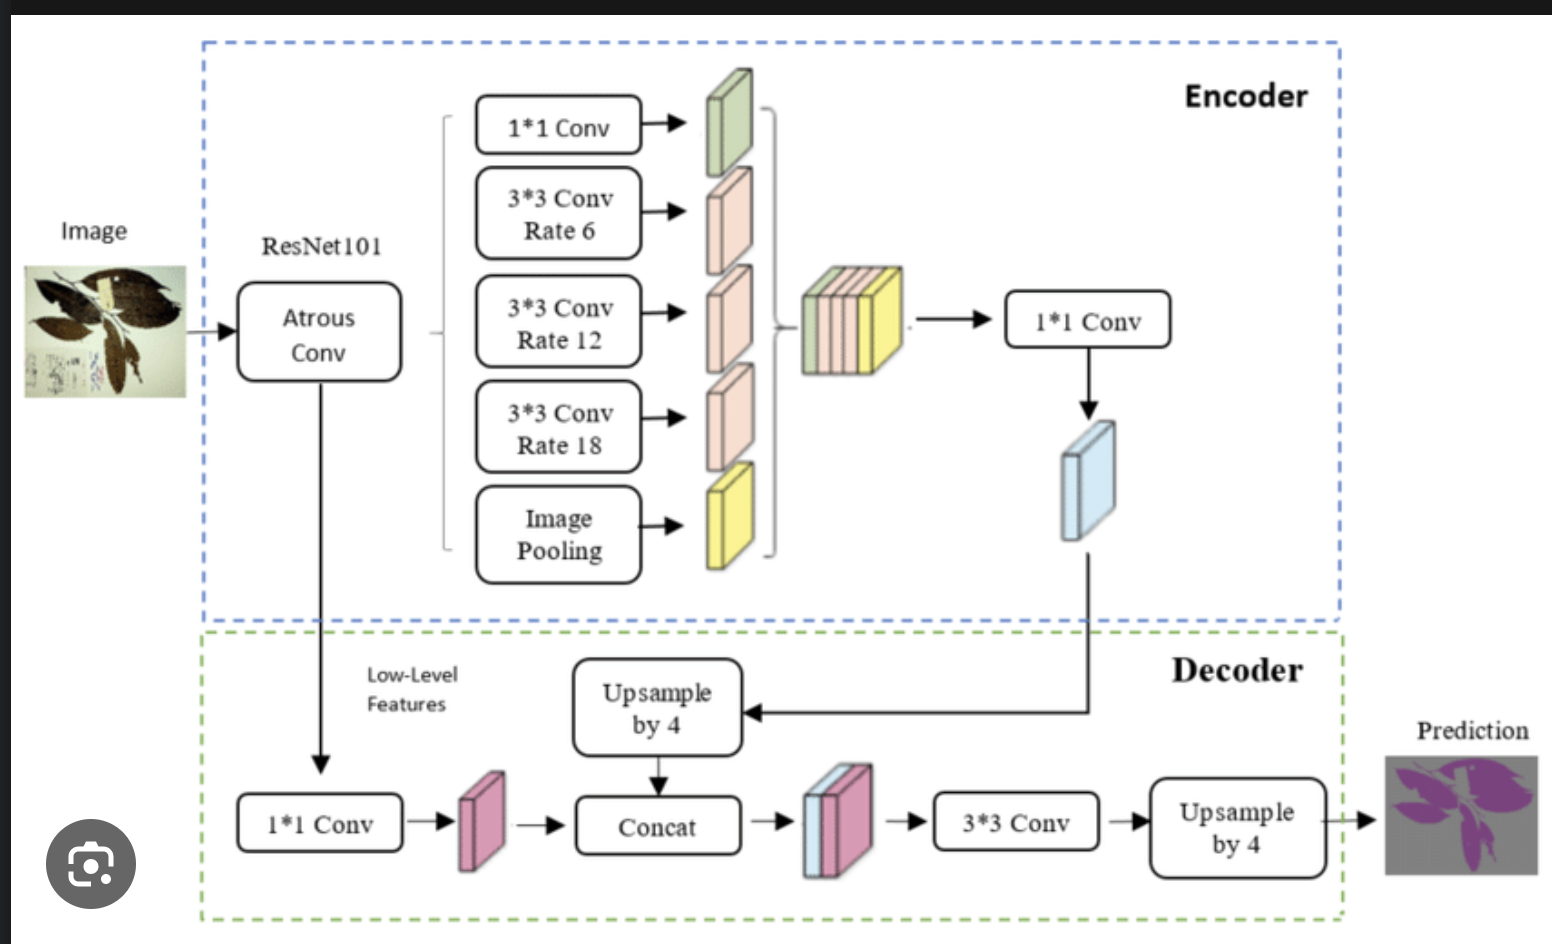 Encoder
Image
ResNet101
Atrous
Conv
1*1 Conv
3*3 Conv
Rate 6
3*3 Conv
Rate 12
3*3 Conv
Rate 18
Image
Pooling
1*1 Conv
Decoder
Low-Level
Features
Upsample
by 4
1*1 Conv
Concat
3*3 Conv
Upsample
by 4
Prediction